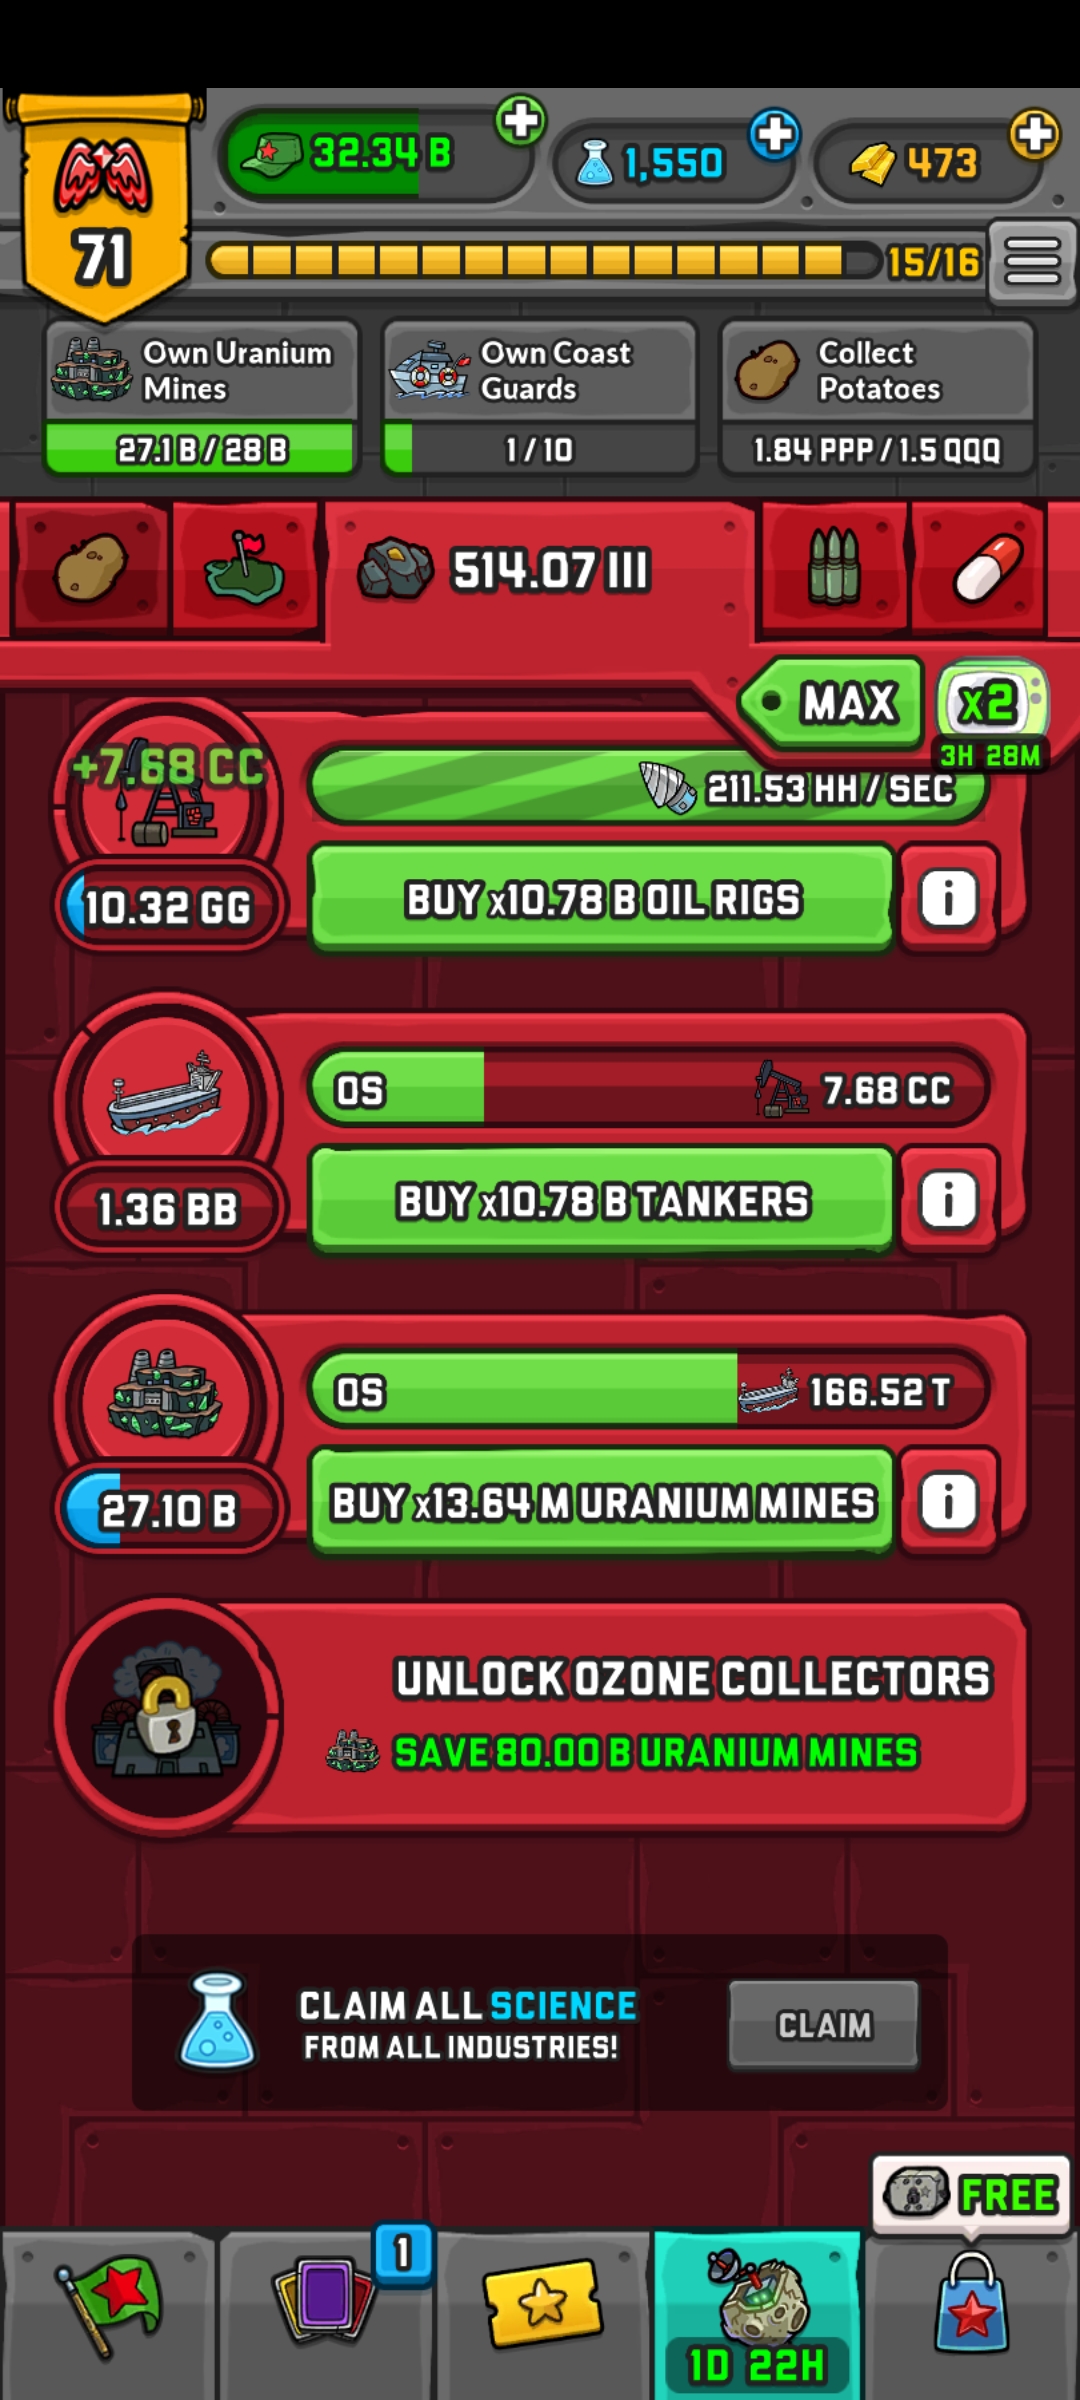 32.34 B
1,550
473
71
15/16
Own Uranium
Mines
27.1 B / 28 B
Own Coast
Guards
1 / 10
Collect
Potatoes
1.84 PPP / 1.5 QQQ
514.07 III
MAX
x2
3H 28M
+7.68 CC
211.53 HH / SEC
10.32 GG
BUY x10.78 B OIL RIGS
i
0S
7.68 CC
1.36 BB
BUY x10.78 B TANKERS
i
0S
166.52 T
27.10 B
BUY x13.64 M URANIUM MINES
i
UNLOCK OZONE COLLECTORS
SAVE 80.00 B URANIUM MINES
CLAIM ALL SCIENCE
FROM ALL INDUSTRIES!
CLAIM
FREE
1
1D 22H